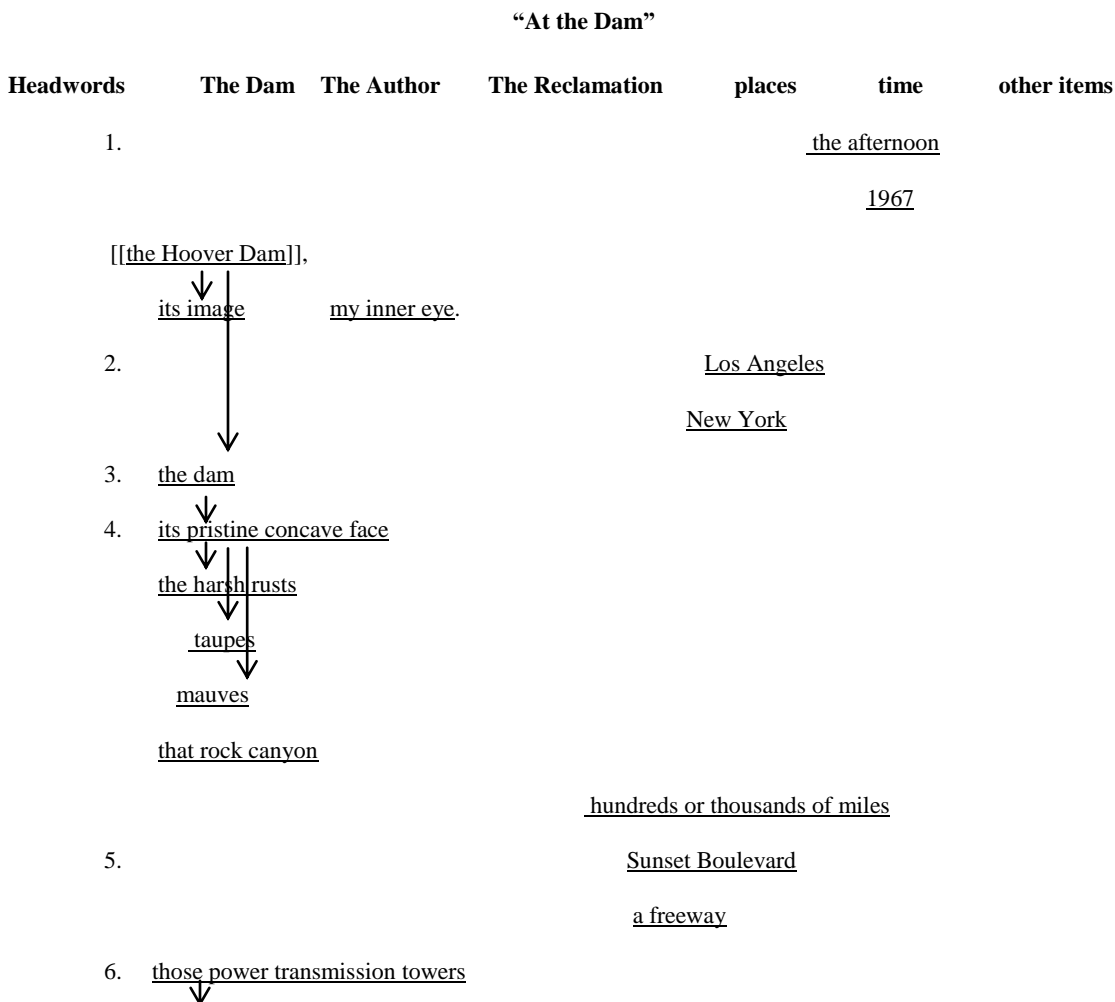 “At the Dam”
Headwords The Dam The Author The Reclamation places time other items
1. the afternoon
1967
[[the Hoover Dam]],
its image my inner eye.
2. Los Angeles
New York
3. the dam
4. its pristine concave face
the harsh rusts
taupes
mauves
that rock canyon
hundreds or thousands of miles
5. Sunset Boulevard
a freeway
6. those power transmission towers